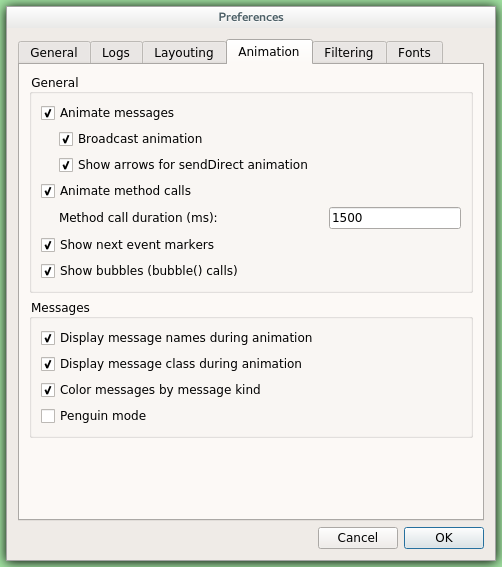 Preferences
General Logs Layouting Animation Filtering Fonts
General
Animate messages
Broadcast animation
Show arrows for sendDirect animation
Animate method calls
Method call duration (ms): 1500
Show next event markers
Show bubbles (bubble() calls)
Messages
Display message names during animation
Display message class during animation
Color messages by message kind
Penguin mode
Cancel OK